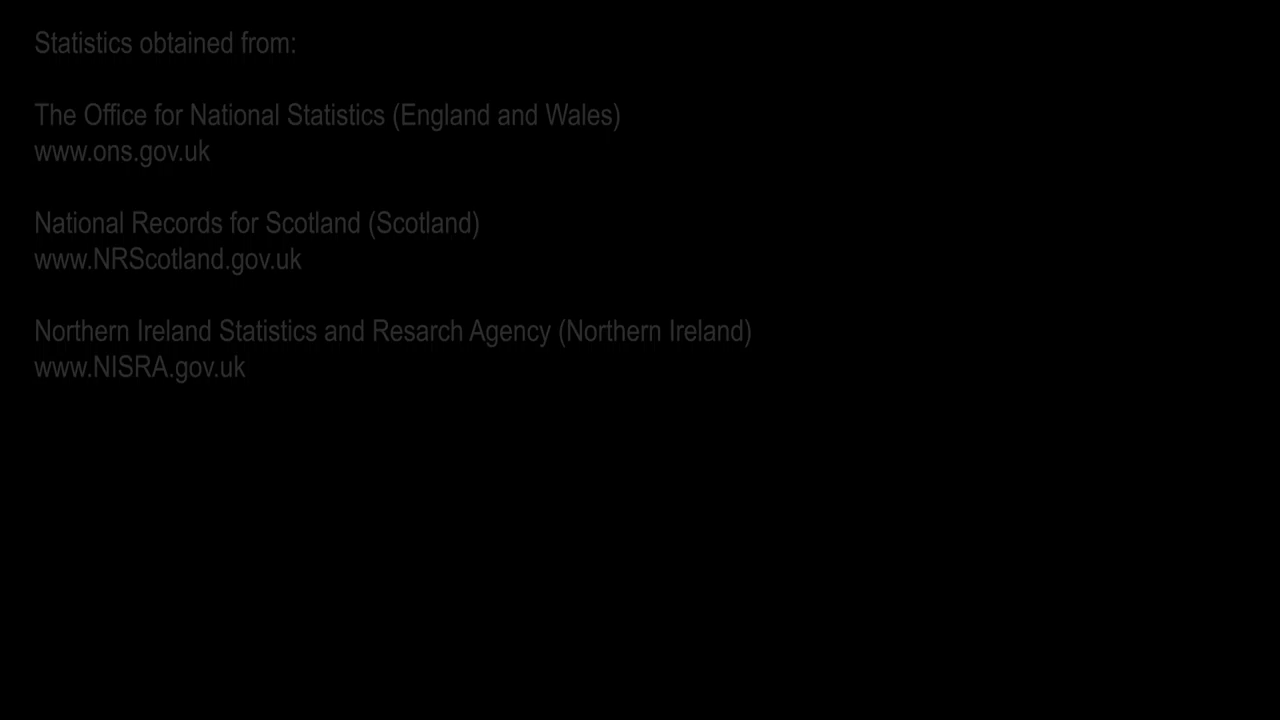 Statistics obtained from:
The Office for National Statistics (England and Wales)
www.ons.gov.uk
National Records for Scotland (Scotland)
www.NRScotland.gov.uk
Northern Ireland Statistics and Resarch Agency (Northern Ireland)
www.NISRA.gov.uk